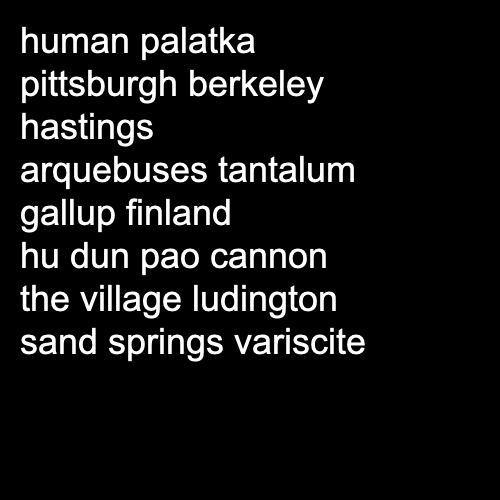 human palatka
pittsburgh berkeley
hastings
arquebuses tantalum
gallup finland
hu dun pao cannon
the village ludington
sand springs variscite